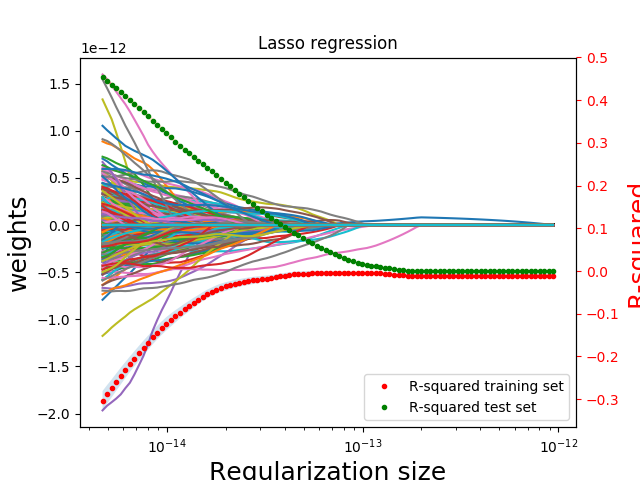 Lasso regression
1e−12
1.5
1.0
0.5
0.0
−0.5
−1.0
−1.5
−2.0
weights
0.5
0.4
0.3
0.2
0.1
0.0
−0.1
−0.2
−0.3
R-squared
R-squared training set
R-squared test set
10⁻¹⁴ 10⁻¹³ 10⁻¹²
Regularization size